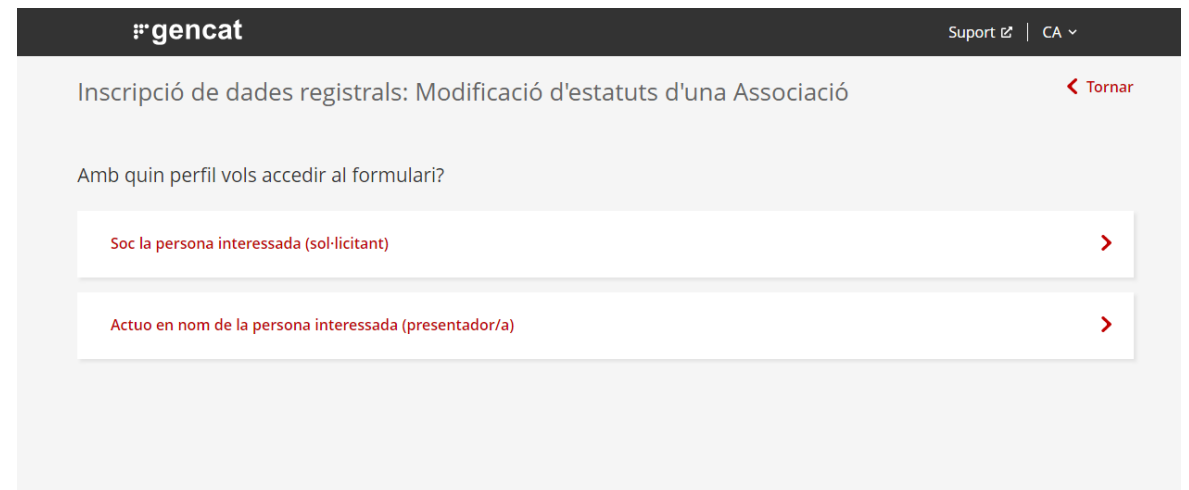 gencat
Suport
CA
Inscripció de dades registrals: Modificació d'estatuts d'una Associació
Tornar
Amb quin perfil vols accedir al formulari?
Soc la persona interessada (sol·licitant)
Actuo en nom de la persona interessada (presentador/a)